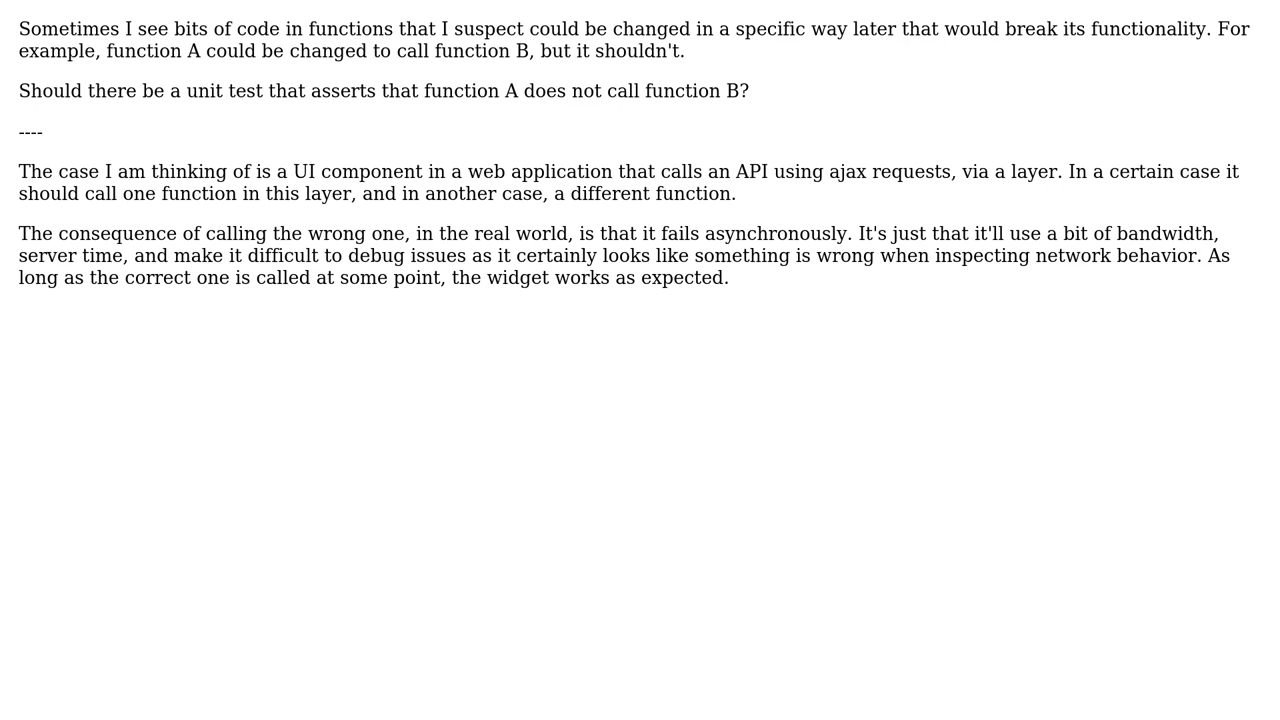 Sometimes I see bits of code in functions that I suspect could be changed in a specific way later that would break its functionality. For
example, function A could be changed to call function B, but it shouldn't.
Should there be a unit test that asserts that function A does not call function B?
----
The case I am thinking of is a UI component in a web application that calls an API using ajax requests, via a layer. In a certain case it
should call one function in this layer, and in another case, a different function.
The consequence of calling the wrong one, in the real world, is that it fails asynchronously. It's just that it'll use a bit of bandwidth,
server time, and make it difficult to debug issues as it certainly looks like something is wrong when inspecting network behavior. As
long as the correct one is called at some point, the widget works as expected.